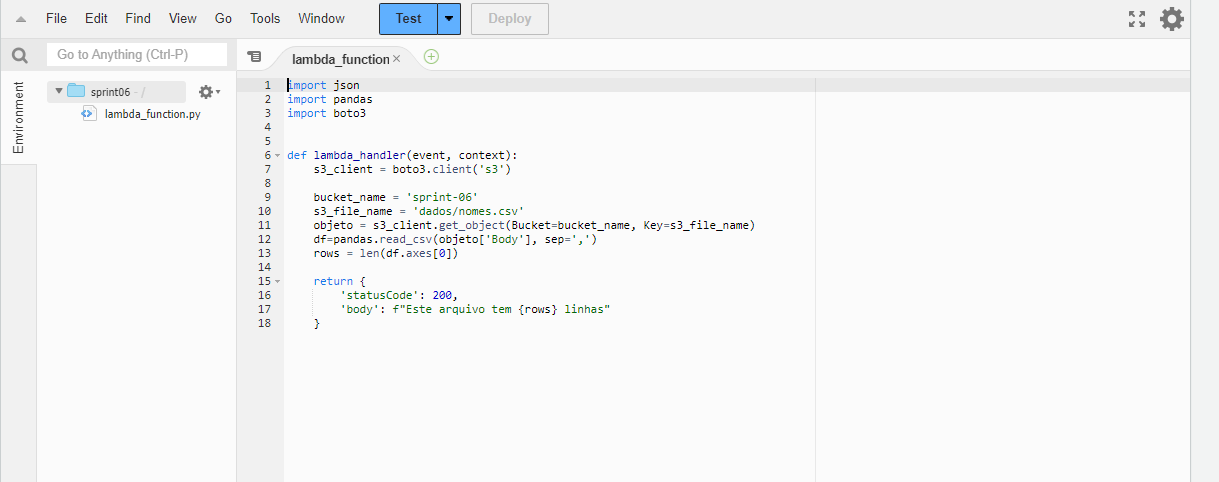 File Edit Find View Go Tools Window Test Deploy
Go to Anything (Ctrl-P)
lambda_function
Environment
sprint06 - /
lambda_function.py
1 import json
2 import pandas
3 import boto3
4
5
6 def lambda_handler(event, context):
7 s3_client = boto3.client('s3')
8
9 bucket_name = 'sprint-06'
10 s3_file_name = 'dados/nomes.csv'
11 objeto = s3_client.get_object(Bucket=bucket_name, Key=s3_file_name)
12 df=pandas.read_csv(objeto['Body'], sep=',')
13 rows = len(df.axes[0])
14
15 return {
16 'statusCode': 200,
17 'body': f"Este arquivo tem {rows} linhas"
18 }